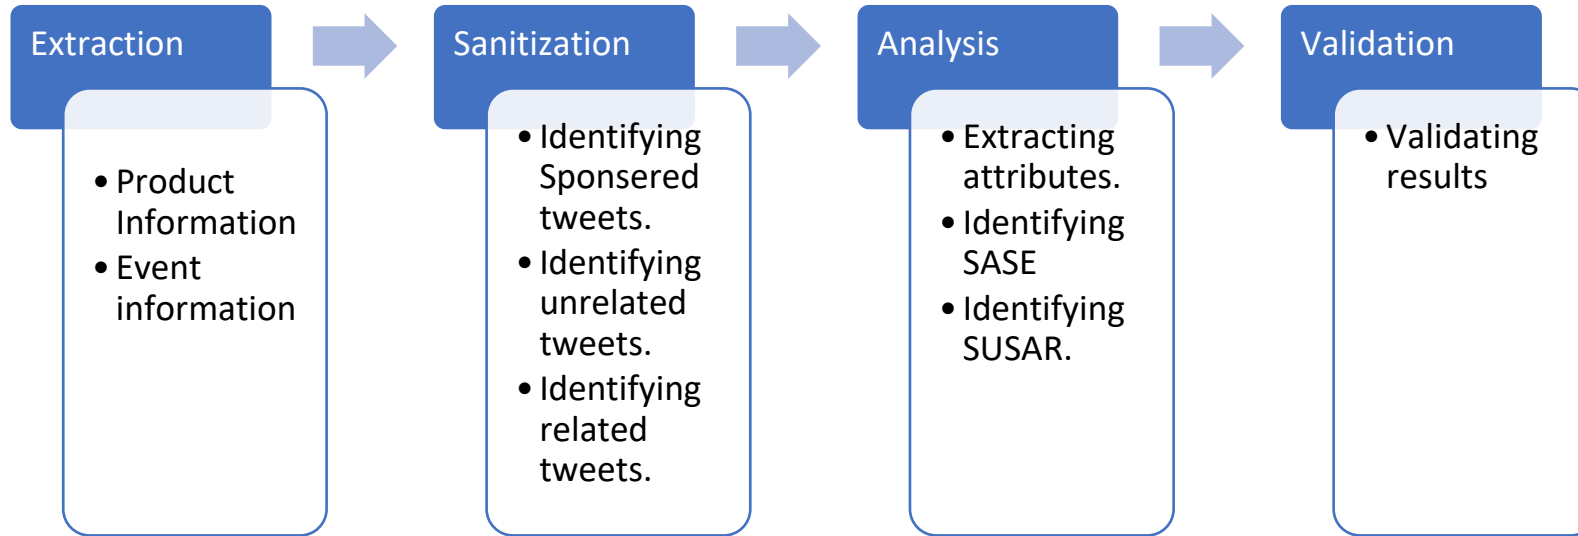 Extraction
• Product
Information
• Event
information
Sanitization
• Identifying
Sponsered
tweets.
• Identifying
unrelated
tweets.
• Identifying
related
tweets.
Analysis
• Extracting
attributes.
• Identifying
SASE
• Identifying
SUSAR.
Validation
• Validating
results